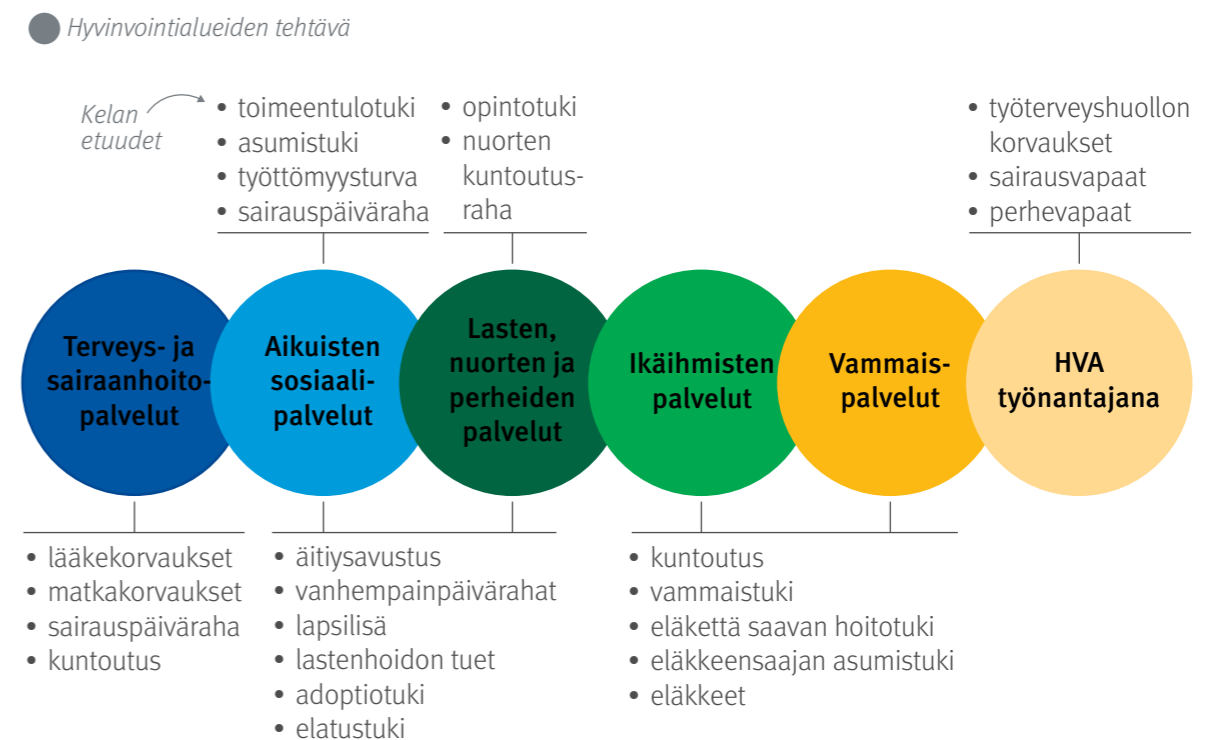 Hyvinvointialueiden tehtävä
Kelan
etuudet
• toimeentulotuki
• asumistuki
• työttömyysturva
• sairauspäiväraha
• opintotuki
• nuorten
kuntoutus-
raha
• työterveyshuollon
korvaukset
• sairausvapaat
• perhevapaat
Terveys- ja
sairaanhoito-
palvelut
Aikuisten
sosiaali-
palvelut
Lasten,
nuorten ja
perheiden
palvelut
Ikäihmisten
palvelut
Vammais-
palvelut
HVA
työnantajana
• lääkekorvaukset
• matkakorvaukset
• sairauspäiväraha
• kuntoutus
• äitiysavustus
• vanhempainpäivärahat
• lapsilisä
• lastenhoidon tuet
• adoptiotuki
• elatustuki
• kuntoutus
• vammaistuki
• eläkettä saavan hoitotuki
• eläkkeensaajan asumistuki
• eläkkeet